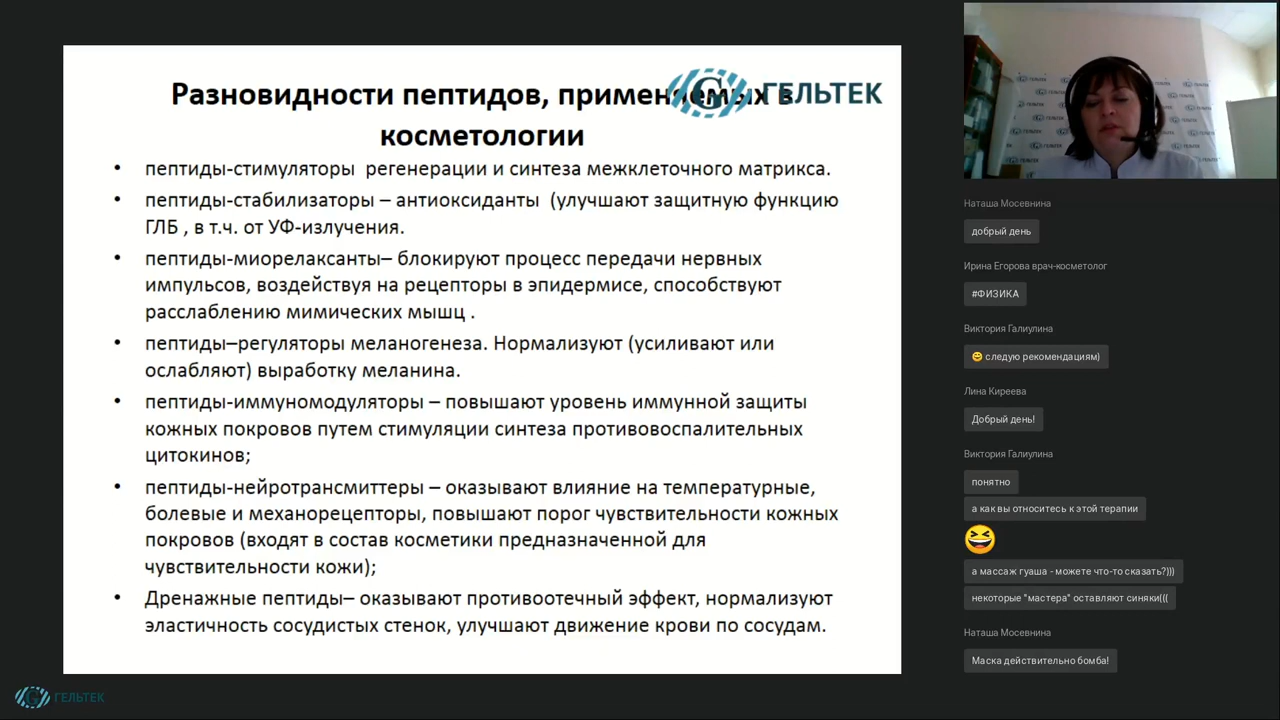 Разновидности пептидов, применяемых в
косметологии
ГЕЛЬТЕК
• пептиды-стимуляторы регенерации и синтеза межклеточного матрикса.
• пептиды-стабилизаторы – антиоксиданты (улучшают защитную функцию
ГЛБ , в т.ч. от УФ-излучения.
• пептиды-миорелаксанты– блокируют процесс передачи нервных
импульсов, воздействуя на рецепторы в эпидермисе, способствуют
расслаблению мимических мышц .
• пептиды–регуляторы меланогенеза. Нормализуют (усиливают или
ослабляют) выработку меланина.
• пептиды-иммуномодуляторы – повышают уровень иммунной защиты
кожных покровов путем стимуляции синтеза противовоспалительных
цитокинов;
• пептиды-нейротрансмиттеры – оказывают влияние на температурные,
болевые и механорецепторы, повышают порог чувствительности кожных
покровов (входят в состав косметики предназначенной для
чувствительности кожи);
• Дренажные пептиды– оказывают противоотечный эффект, нормализуют
эластичность сосудистых стенок, улучшают движение крови по сосудам.
ГЕЛЬТЕК
Наташа Мосевнина
добрый день
Ирина Егорова врач-косметолог
#ФИЗИКА
Виктория Галиулина
😊 следую рекомендациям)
Лина Киреева
Добрый день!
Виктория Галиулина
понятно
а как вы относитесь к этой терапии
😆
а массаж гуаша - можете что-то сказать?)))
некоторые "мастера" оставляют синяки(((
Наташа Мосевнина
Маска действительно бомба!